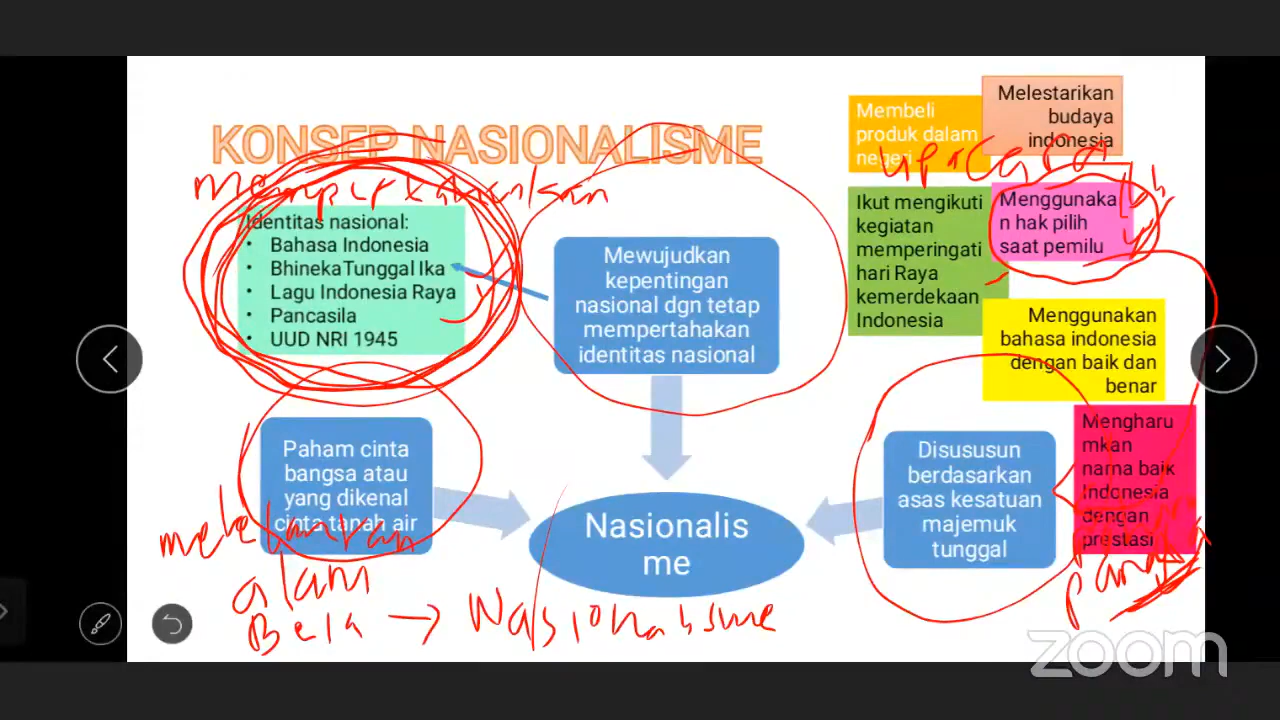 KONSEP NASIONALISME
Identitas nasional:
• Bahasa Indonesia
• Bhineka Tunggal Ika
• Lagu Indonesia Raya
• Pancasila
• UUD NRI 1945
Mewujudkan
kepentingan
nasional dgn tetap
mempertahakan
identitas nasional
Membeli
produk dalam
negeri
Melestarikan
budaya
indonesia
upacara
Ikut mengikuti
kegiatan
memperingati
hari Raya
kemerdekaan
Indonesia
Menggunaka
n hak pilih
saat pemilu
Menggunakan
bahasa indonesia
dengan baik dan
benar
Mengharu
mkan
nama baik
Indonesia
dengan
prestasi
Paham cinta
bangsa atau
yang dikenal
cinta tanah air
Disususun
berdasarkan
asas kesatuan
majemuk
tunggal
Nasionalis
me
alam
Bela → Nasionalisme
zoom